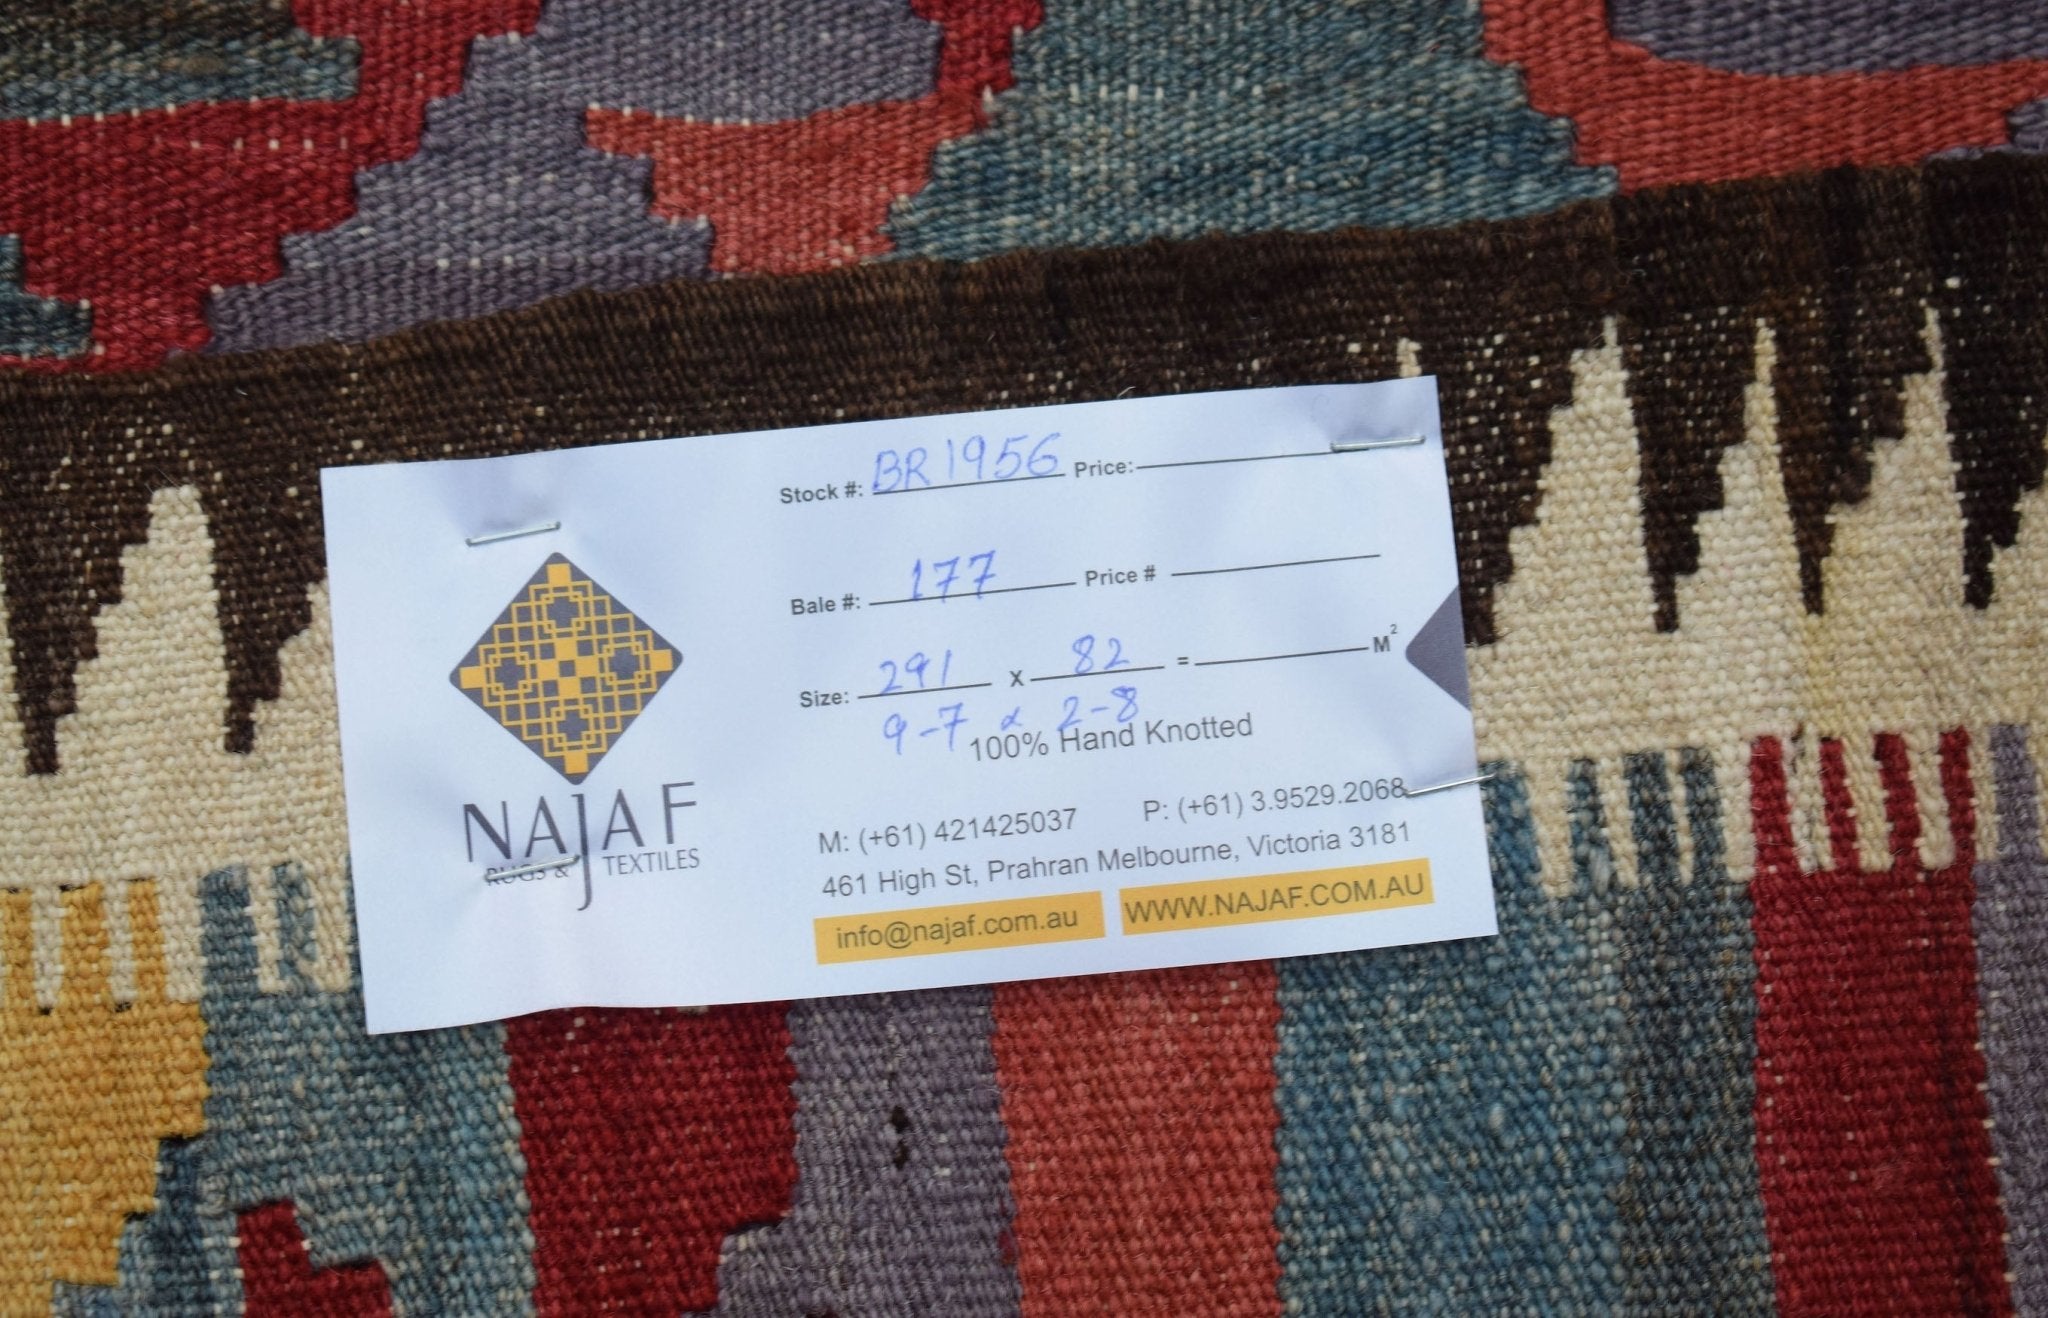 Stock #: BR1956 Price:
Bale #: 177 Price #
Size: 291 x 82 = M²
9-7 x 2-8
100% Hand Knotted
NAJAF
RUGS & TEXTILES
M: (+61) 421425037 P: (+61) 3.9529.2068
461 High St, Prahran Melbourne, Victoria 3181
info@najaf.com.au WWW.NAJAF.COM.AU